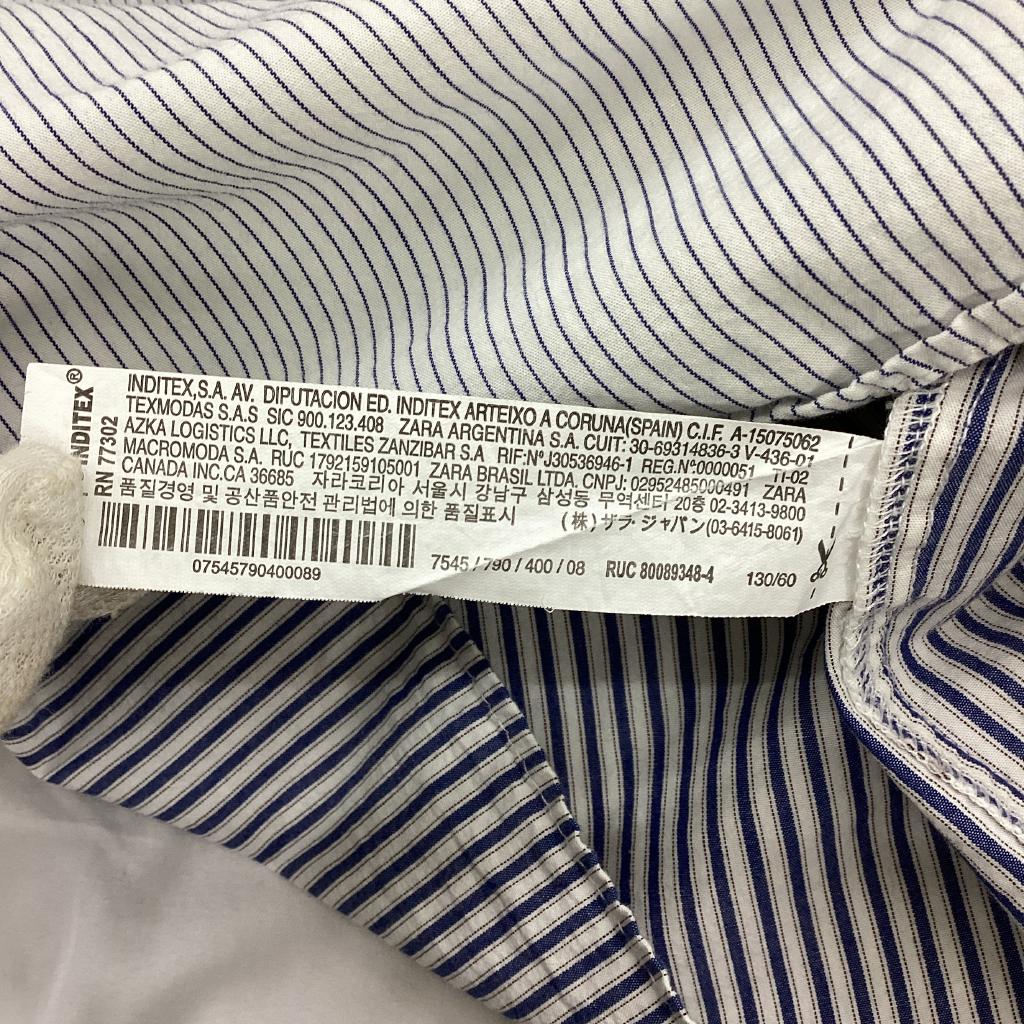 INDITEX®
RN 77302
INDITEX,S.A. AV. DIPUTACION ED. INDITEX ARTEIXO A CORUNA(SPAIN) C.I.F. A-15075062
TEXMODAS S.A.S SIC 900.123.408 ZARA ARGENTINA S.A. CUIT: 30-69314836-3 V-436-01
AZKA LOGISTICS LLC, TEXTILES ZANZIBAR S.A RIF:NºJ30536946-1 REG.Nº0000051 TI-02
MACROMODA S.A. RUC 1792159105001 ZARA BRASIL LTDA. CNPJ: 02952485000491 ZARA
CANADA INC.CA 36685 자라코리아 서울시 강남구 삼성동 무역센터 20층 02-3413-9800
품질경영 및 공산품안전 관리법에 의한 품질표시 (株)ザラ・ジャパン(03-6415-8061)
07545790400089 7545 / 790 / 400 / 08 RUC 80089348-4 130/60